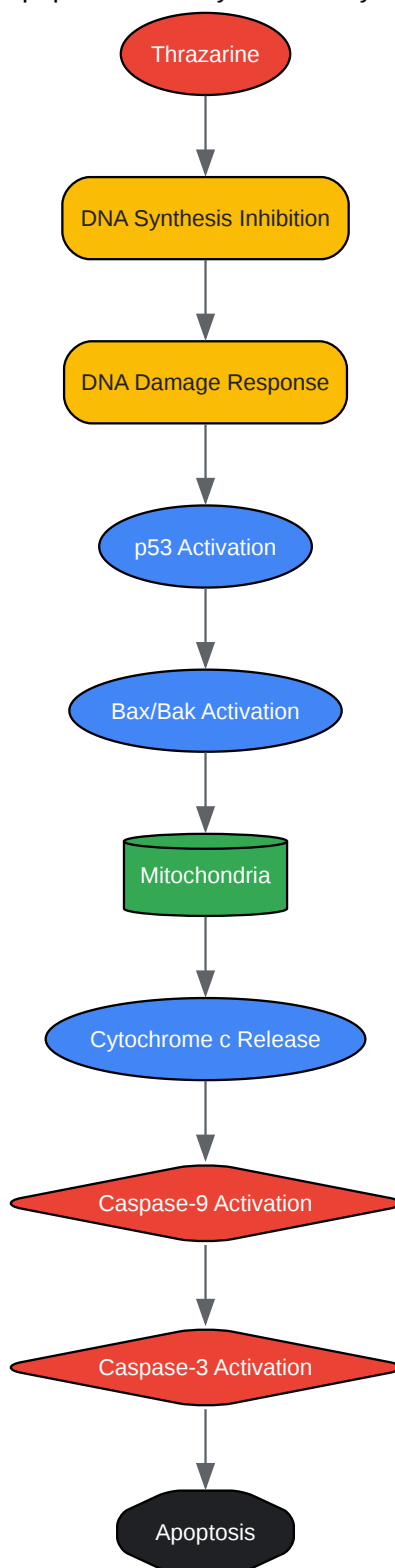 Thrazarine
DNA Synthesis Inhibition
DNA Damage Response
p53 Activation
Bax/Bak Activation
Mitochondria
Cytochrome c Release
Caspase-9 Activation
Caspase-3 Activation
Apoptosis